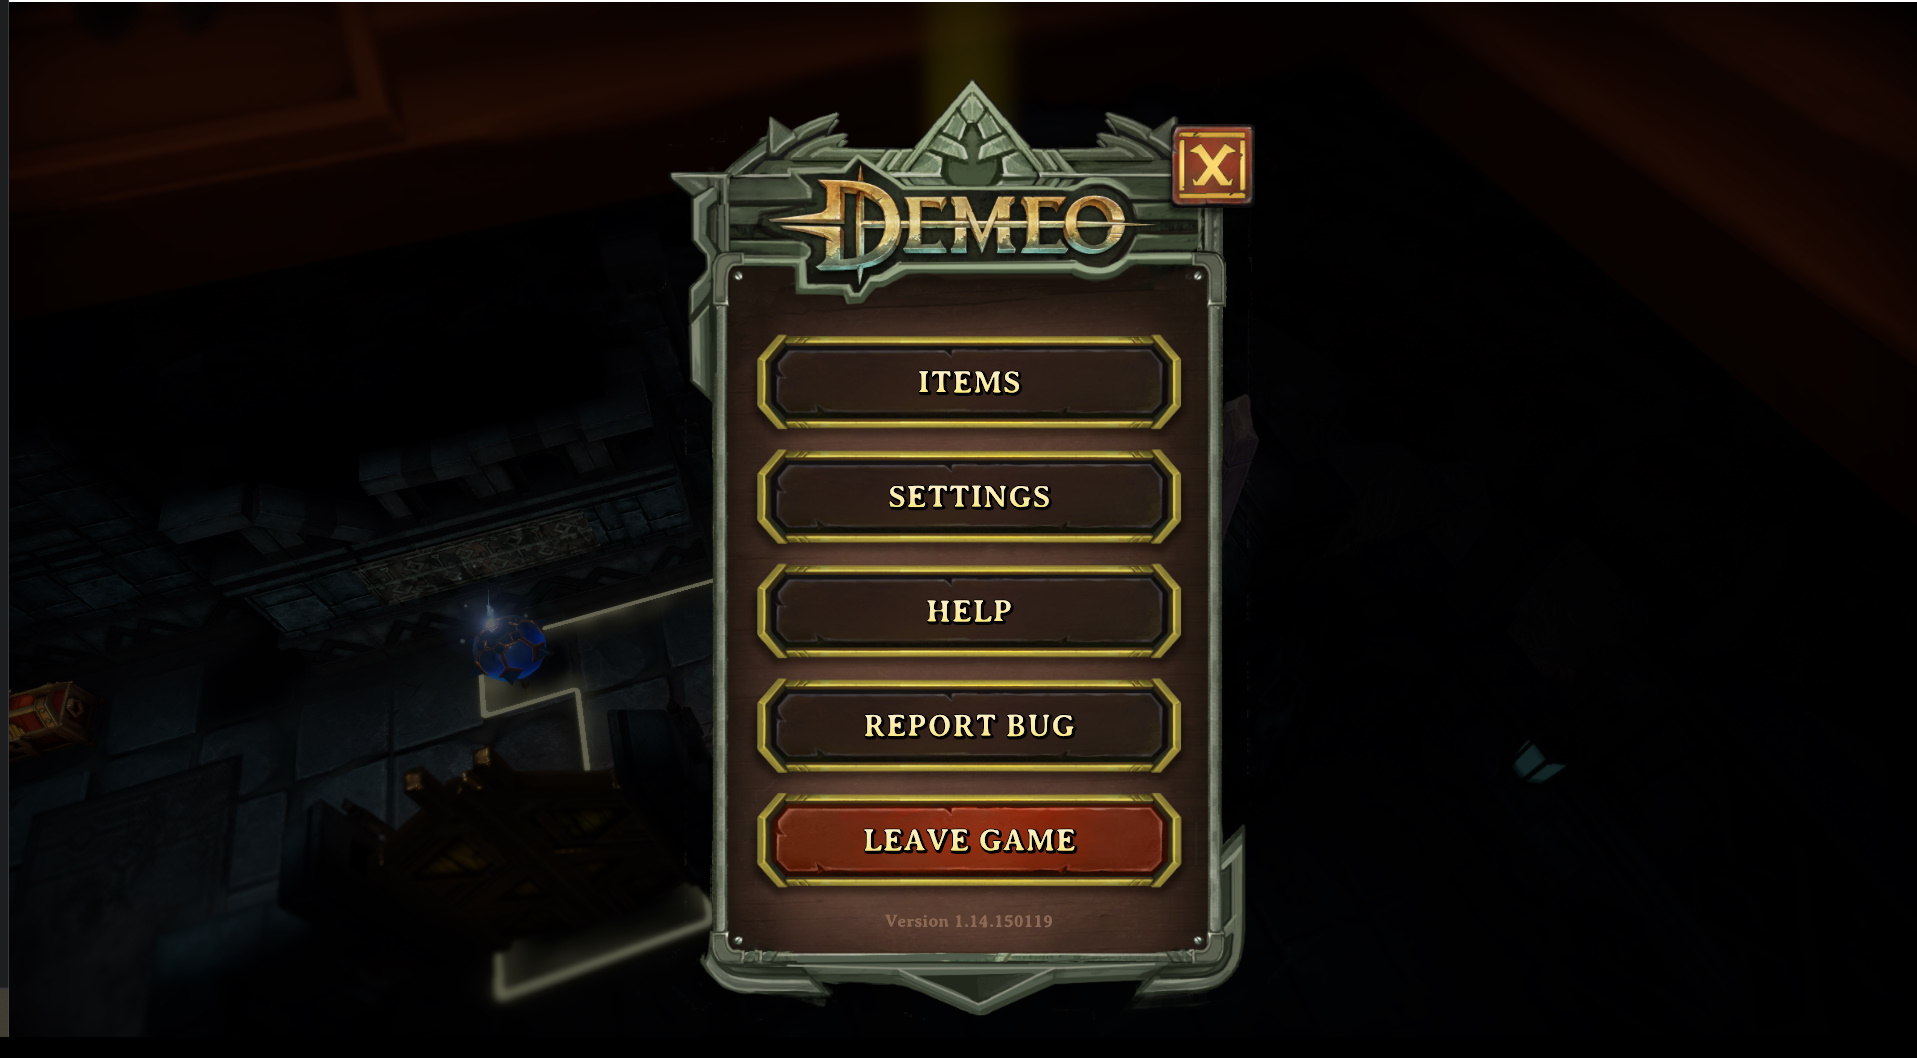 X
DEMEO
ITEMS
SETTINGS
HELP
REPORT BUG
LEAVE GAME
Version 1.14.150119